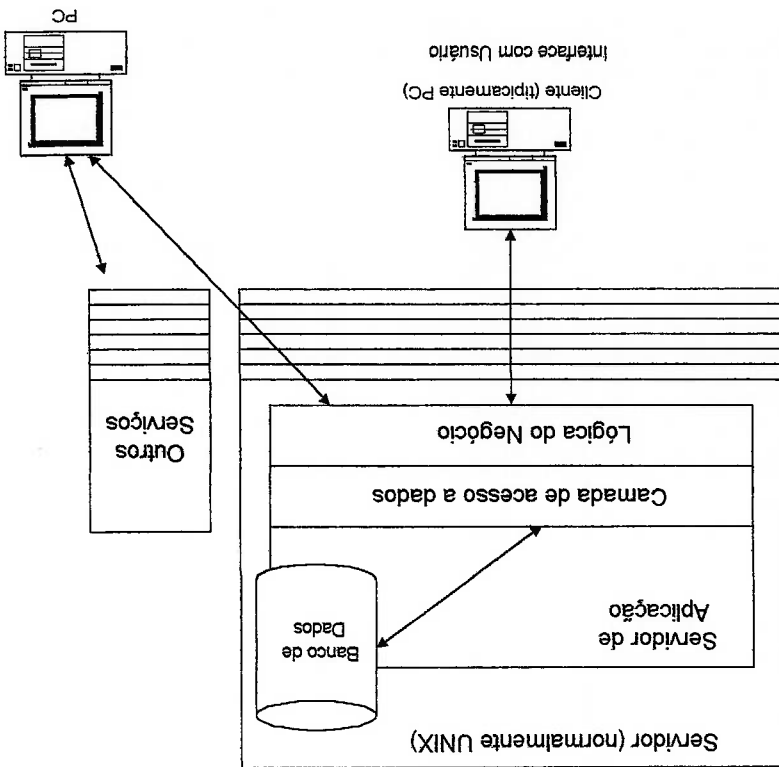 Servidor (normalmente UNIX)
Servidor de
Aplicação
Banco de
Dados
Camada de acesso a dados
Lógica do Negócio
Outros
Serviços
Cliente (tipicamente PC)
Interface com Usuário
PC